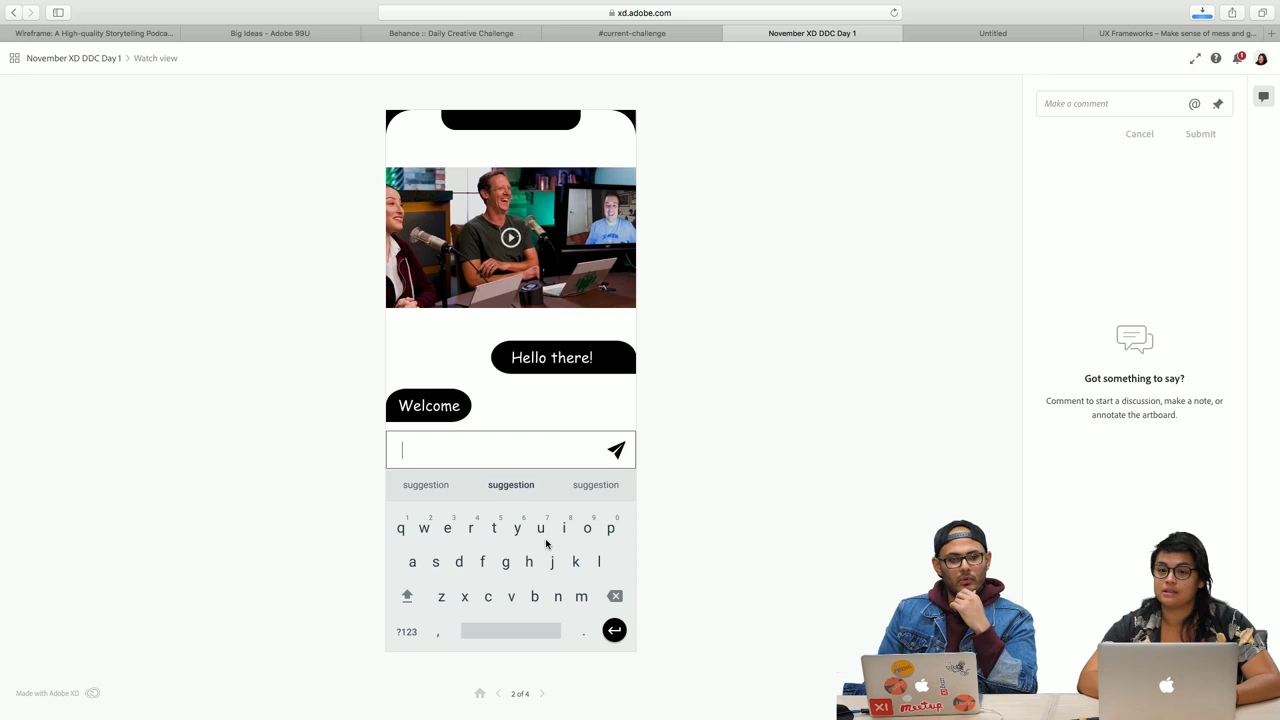 xd.adobe.com
Wireframe: A High-quality Storytelling Podca...
Big Ideas - Adobe 99U
Behance :: Daily Creative Challenge
#current-challenge
November XD DDC Day 1
Untitled
UX Frameworks – Make sense of mess and g...
November XD DDC Day 1 > Watch view
1
Make a comment @
Cancel Submit
Hello there!
Welcome
Got something to say?
Comment to start a discussion, make a note, or
annotate the artboard.
suggestion suggestion suggestion
1 2 3 4 5 6 7 8 9 0
q w e r t y u i o p
a s d f g h j k l
z x c v b n m
?123 , .
Made with Adobe XD
2 of 4
X1
meetup